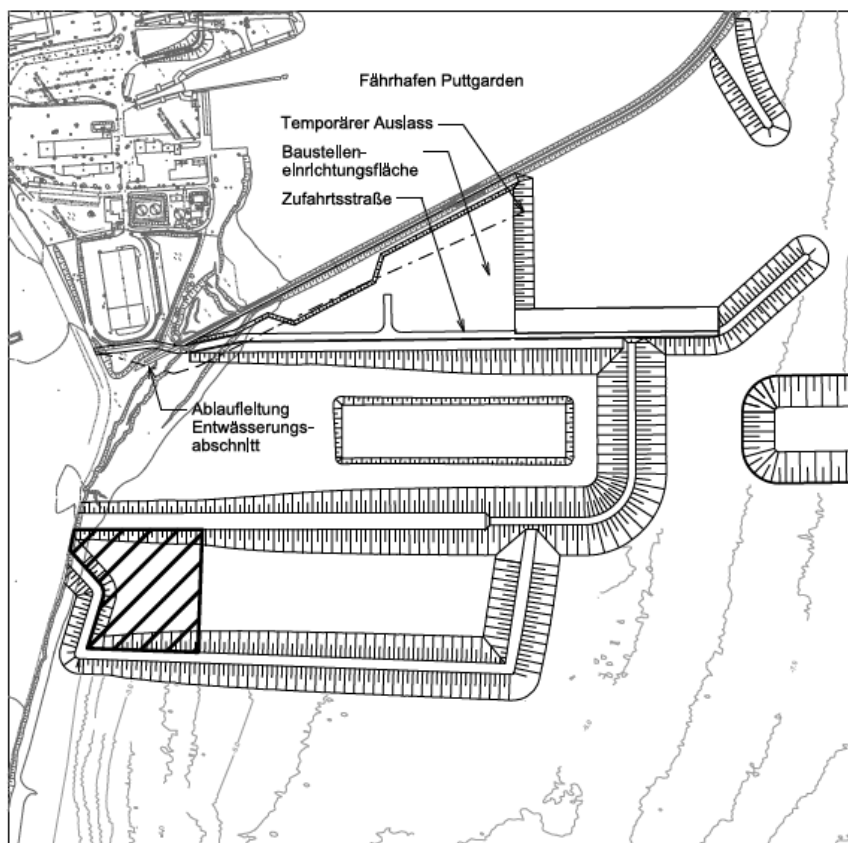 Fährhafen Puttgarden
Temporärer Auslass
Baustellen-
einrichtungsfläche
Zufahrtsstraße
Ablaufleitung
Entwässerungs-
abschnitt